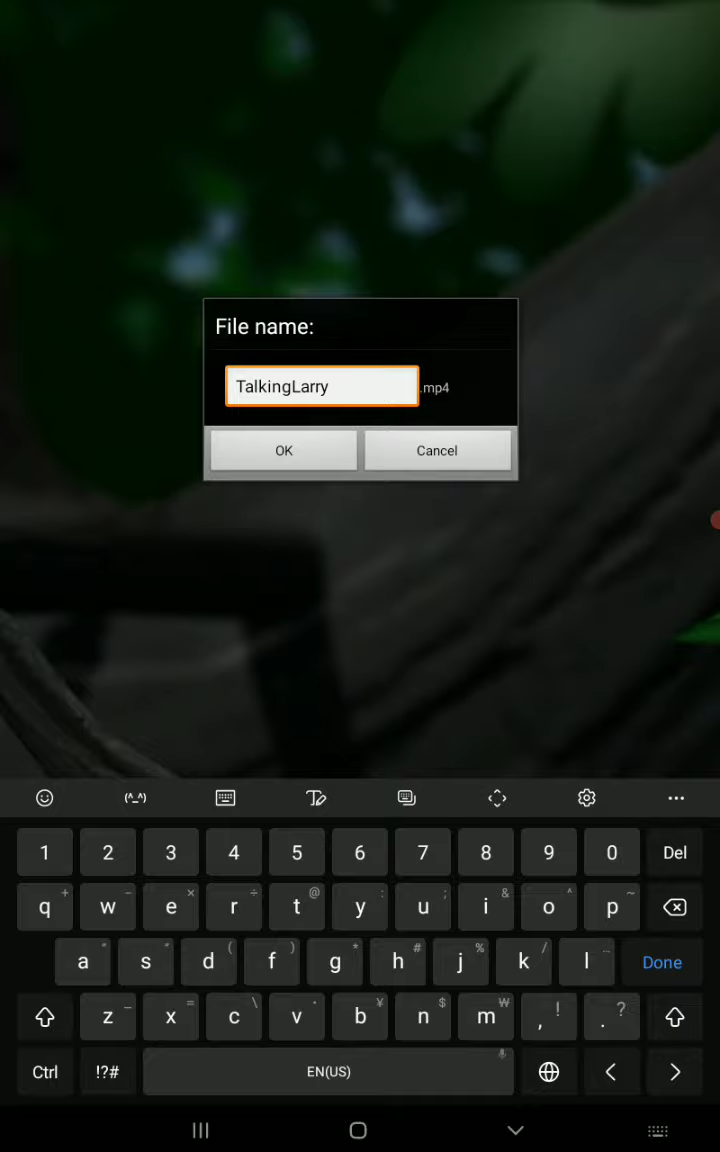 File name:
TalkingLarry .mp4
OK Cancel
(^_^)
1 2 3 4 5 6 7 8 9 0 Del
+ − × ÷ @ : ; & ^ ~
q w e r t y u i o p
( ) * # % / …
a s d f g h j k l Done
_ = \ · ¥ $ ₩ ! ?
z x c v b n m , .
Ctrl !?# EN(US) < >